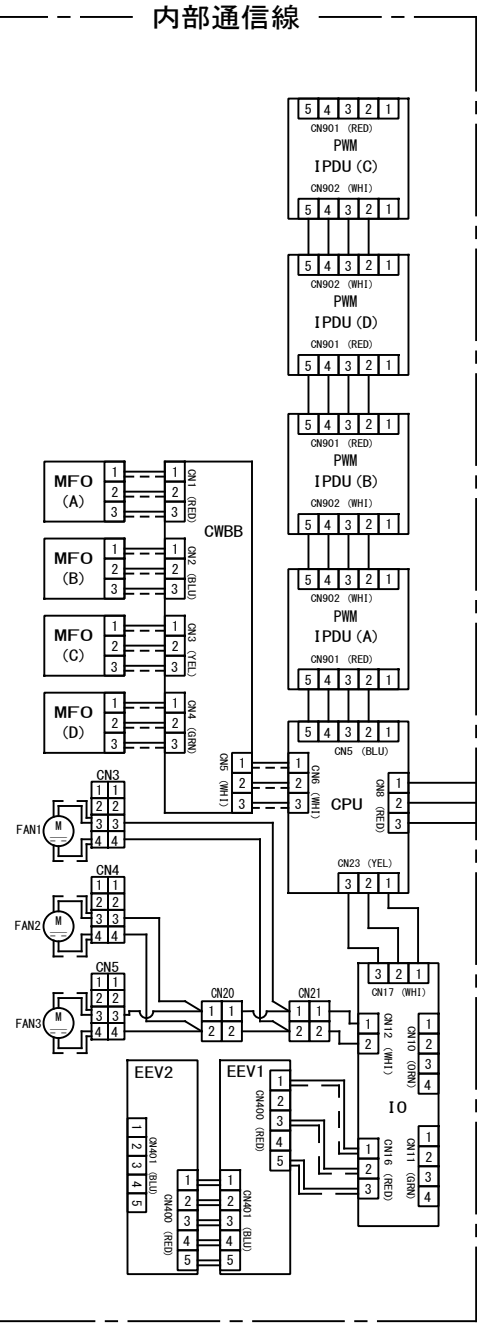 内部通信線
5 4 3 2 1
CN901 (RED)
PWM
IPDU (C)
CN902 (WHI)
5 4 3 2 1
5 4 3 2 1
CN902 (WHI)
PWM
IPDU (D)
CN901 (RED)
5 4 3 2 1
5 4 3 2 1
CN901 (RED)
PWM
IPDU (B)
CN902 (WHI)
5 4 3 2 1
5 4 3 2 1
CN902 (WHI)
PWM
IPDU (A)
CN901 (RED)
5 4 3 2 1
5 4 3 2 1
CN5 (BLU)
CPU
CN6 (WHI)
1
2
3
CN8 (RED)
1
2
3
CN23 (YEL)
3 2 1
MFO
(A)
1
2
3
1
2
3
CN1 (RED)
CWBB
MFO
(B)
1
2
3
1
2
3
CN2 (BLU)
MFO
(C)
1
2
3
1
2
3
CN3 (YEL)
MFO
(D)
1
2
3
1
2
3
CN4 (GRN)
CN5 (WHI)
1
2
3
CN3
FAN1
M
1 1
2 2
3 3
4 4
CN4
FAN2
M
1 1
2 2
3 3
4 4
CN5
FAN3
M
1 1
2 2
3 3
4 4
CN20
1 1
2 2
CN21
1 1
2 2
3 2 1
CN17 (WHI)
1
2
CN12 (WHI)
CN10 (ORN)
1
2
3
4
IO
1
2
3
CN16 (RED)
CN11 (GRN)
1
2
3
4
EEV2
1
2
3
4
5
CN401 (BLU)
CN400 (RED)
1
2
3
4
5
EEV1
1
2
3
4
5
CN400 (RED)
1
2
3
4
5
CN401 (BLU)